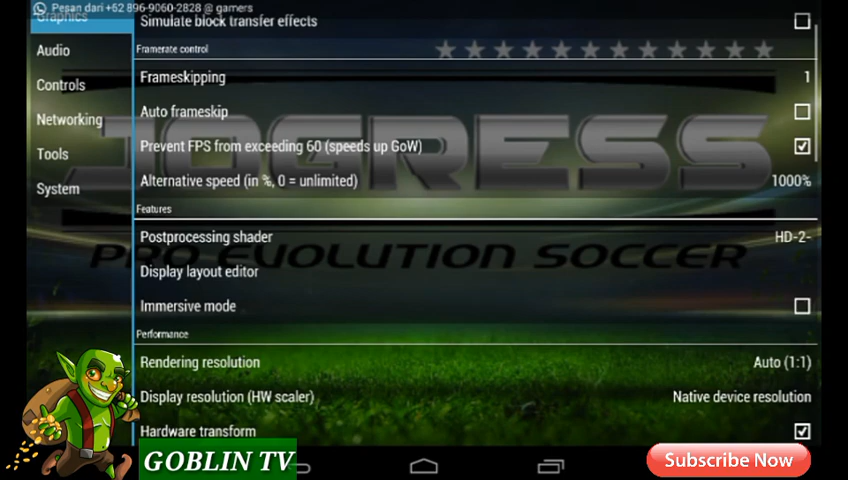 Pesan dari +62 896-9060-2828 @ gamers
Graphics
Audio
Controls
Networking
Tools
System
Simulate block transfer effects
Framerate control
Frameskipping 1
Auto frameskip
Prevent FPS from exceeding 60 (speeds up GoW)
Alternative speed (in %, 0 = unlimited) 1000%
Features
Postprocessing shader HD-2-
Display layout editor
Immersive mode
Performance
Rendering resolution Auto (1:1)
Display resolution (HW scaler) Native device resolution
Hardware transform
JOGRESS
PRO EVOLUTION SOCCER
GOBLIN TV
Subscribe Now